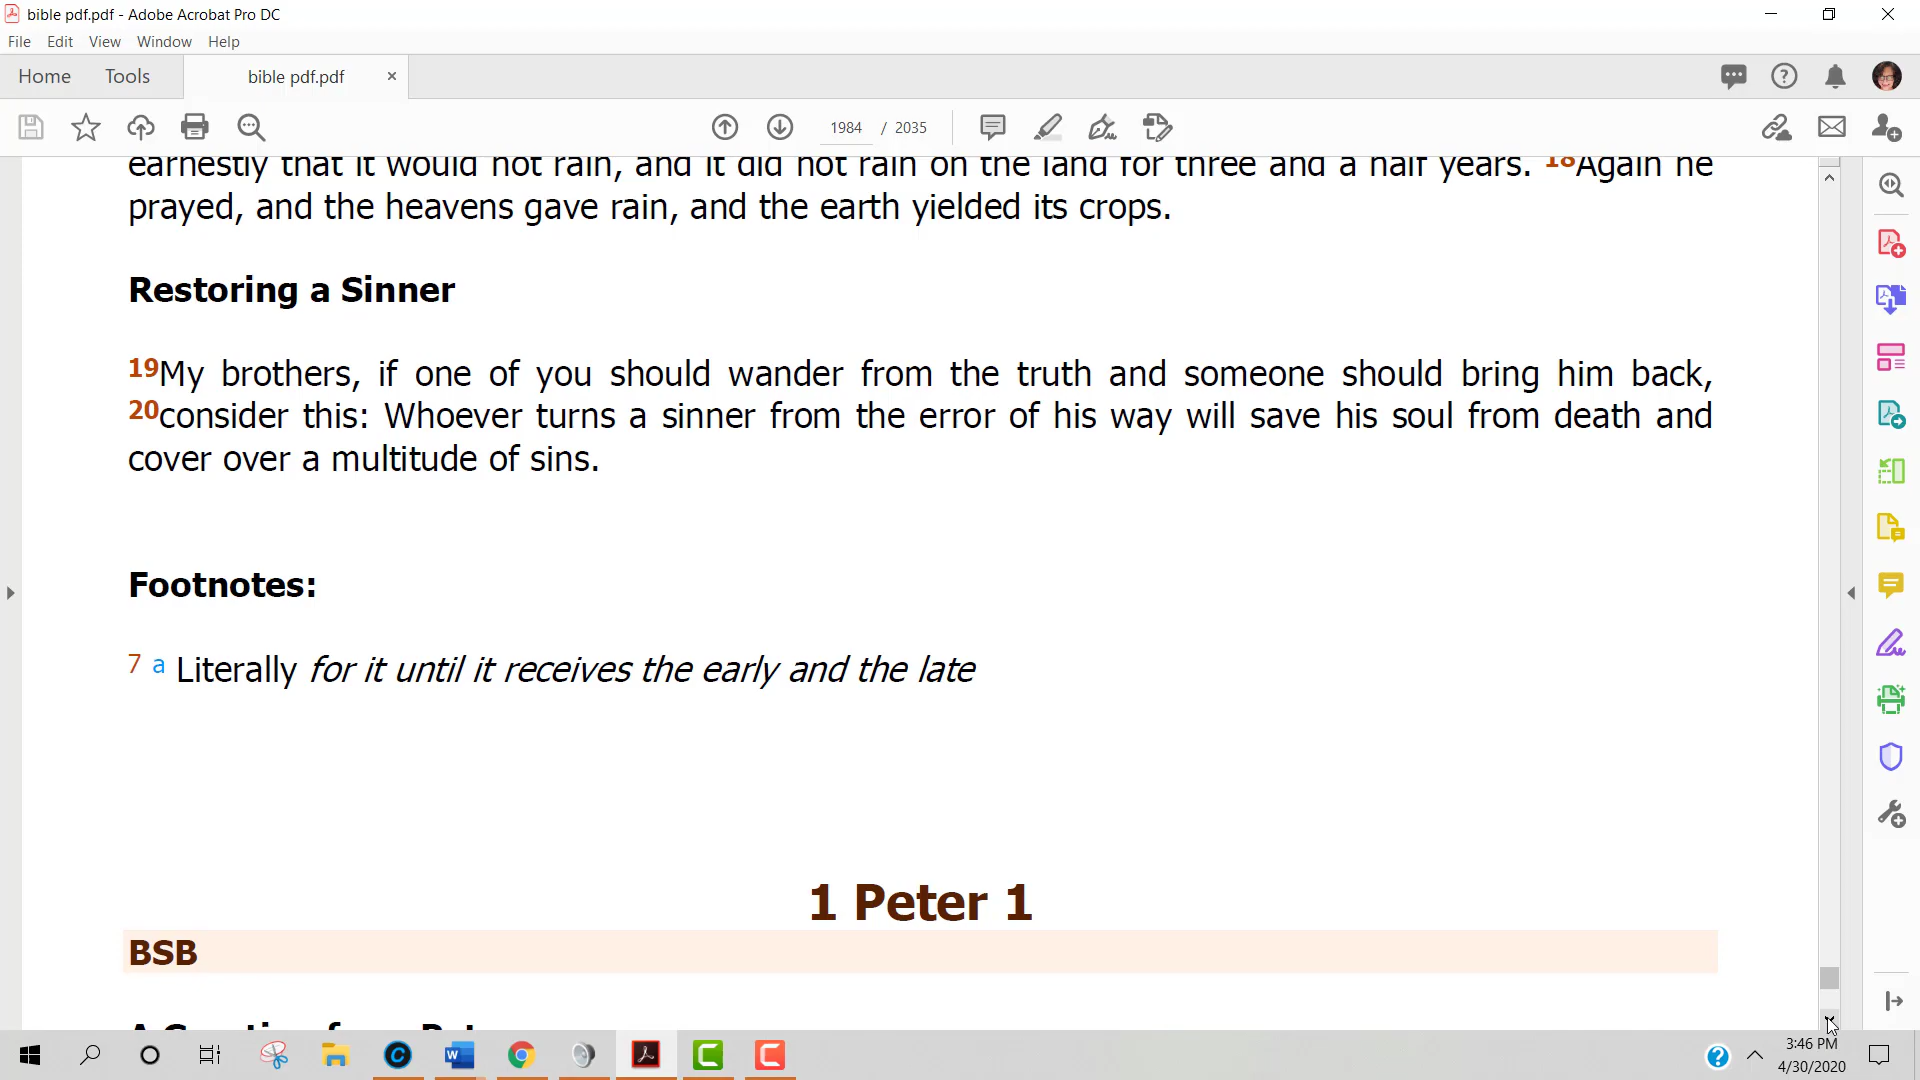 bible pdf.pdf - Adobe Acrobat Pro DC
File Edit View Window Help
Home Tools bible pdf.pdf ×
1984 / 2035
earnestly that it would not rain, and it did not rain on the land for three and a half years. 18Again he
prayed, and the heavens gave rain, and the earth yielded its crops.
Restoring a Sinner
19My brothers, if one of you should wander from the truth and someone should bring him back,
20consider this: Whoever turns a sinner from the error of his way will save his soul from death and
cover over a multitude of sins.
Footnotes:
7 a Literally for it until it receives the early and the late
1 Peter 1
BSB
3:46 PM
4/30/2020